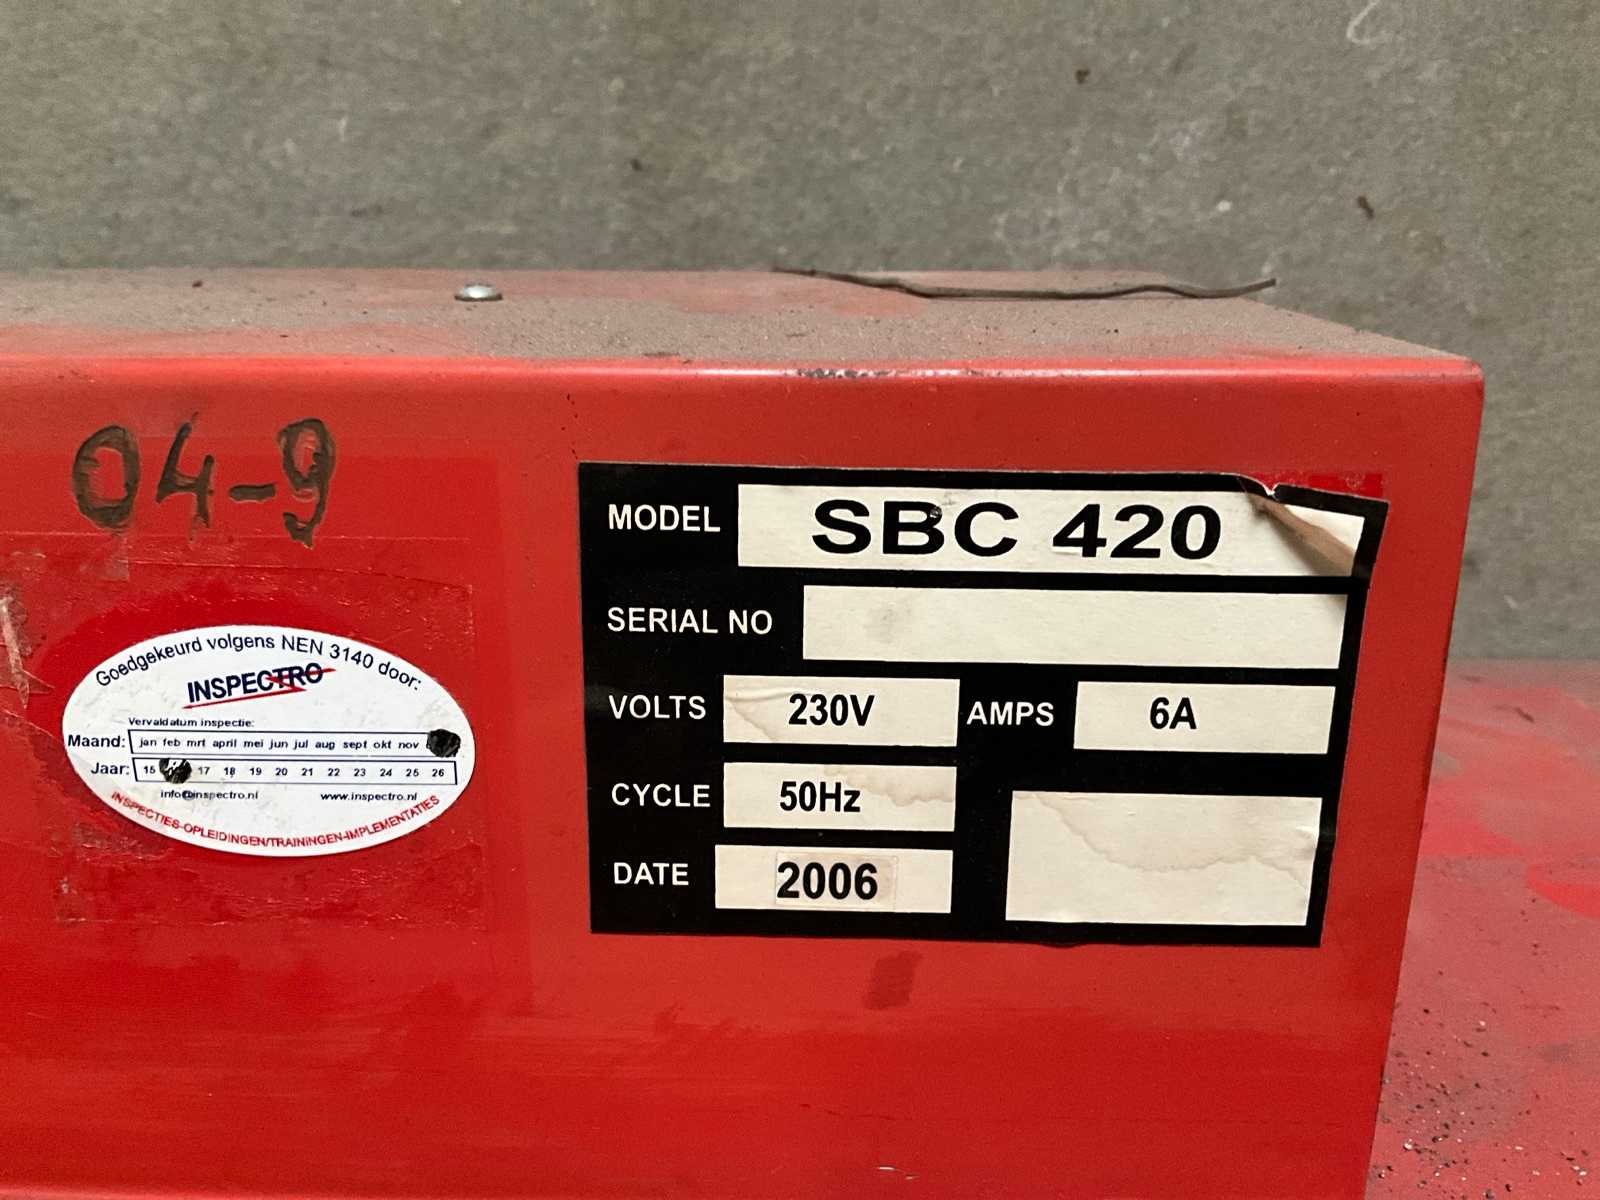 04-9
MODEL SBC 420
SERIAL NO
VOLTS 230V AMPS 6A
CYCLE 50Hz
DATE 2006
Goedgekeurd volgens NEN 3140 door:
INSPECTRO
Vervaldatum inspectie:
Maand: jan feb mrt april mei jun jul aug sept okt nov
Jaar: 15 17 18 19 20 21 22 23 24 25 26
info@inspectro.nl www.inspectro.nl
INSPECTIES-OPLEIDINGEN/TRAININGEN-IMPLEMENTATIES